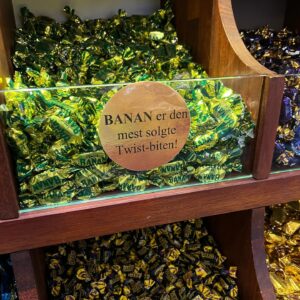 BANAN er den
mest solgte
Twist-biten!